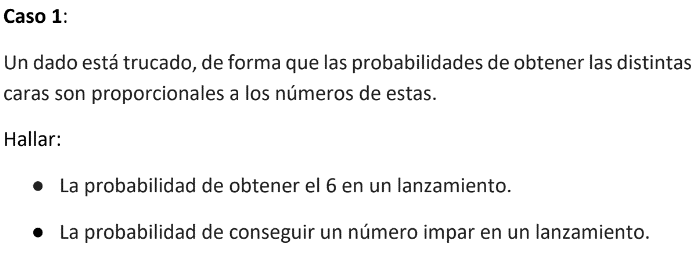 Caso 1:
Un dado está trucado, de forma que las probabilidades de obtener las distintas
caras son proporcionales a los números de estas.
Hallar:
● La probabilidad de obtener el 6 en un lanzamiento.
● La probabilidad de conseguir un número impar en un lanzamiento.